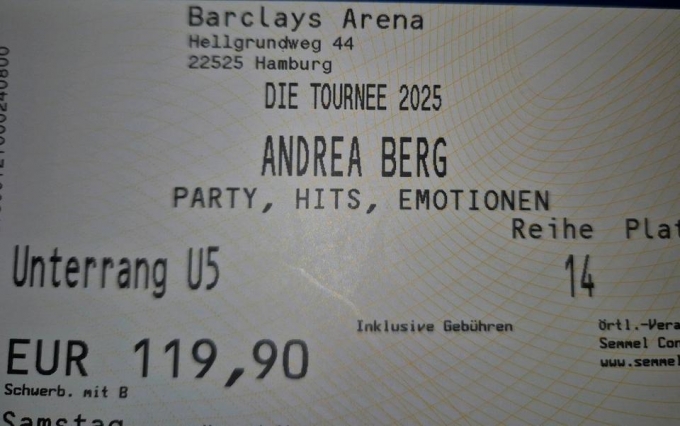 Barclays Arena
Hellgrundweg 44
22525 Hamburg
DIE TOURNEE 2025
ANDREA BERG
PARTY, HITS, EMOTIONEN
Reihe Plat
Unterrang U5
14
Inklusive Gebühren
örtl.-Vera
Semmel Con
www.semmel
EUR 119,90
Schwerb. mit B
Samstag